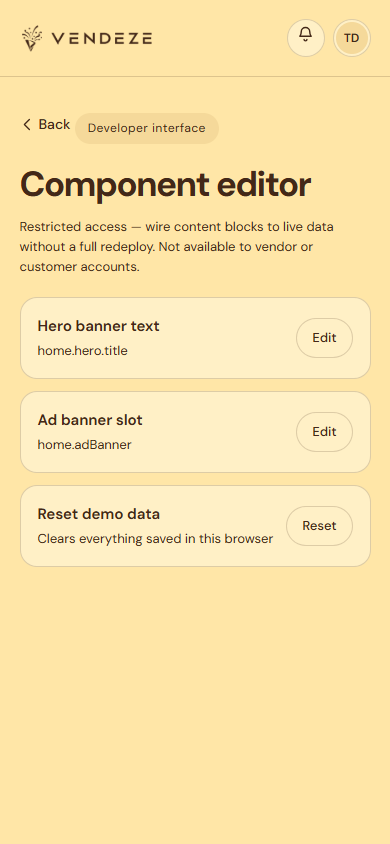 VENDEZE
TD
Back
Developer interface
Component editor
Restricted access — wire content blocks to live data
without a full redeploy. Not available to vendor or
customer accounts.
Hero banner text
home.hero.title
Edit
Ad banner slot
home.adBanner
Edit
Reset demo data
Clears everything saved in this browser
Reset